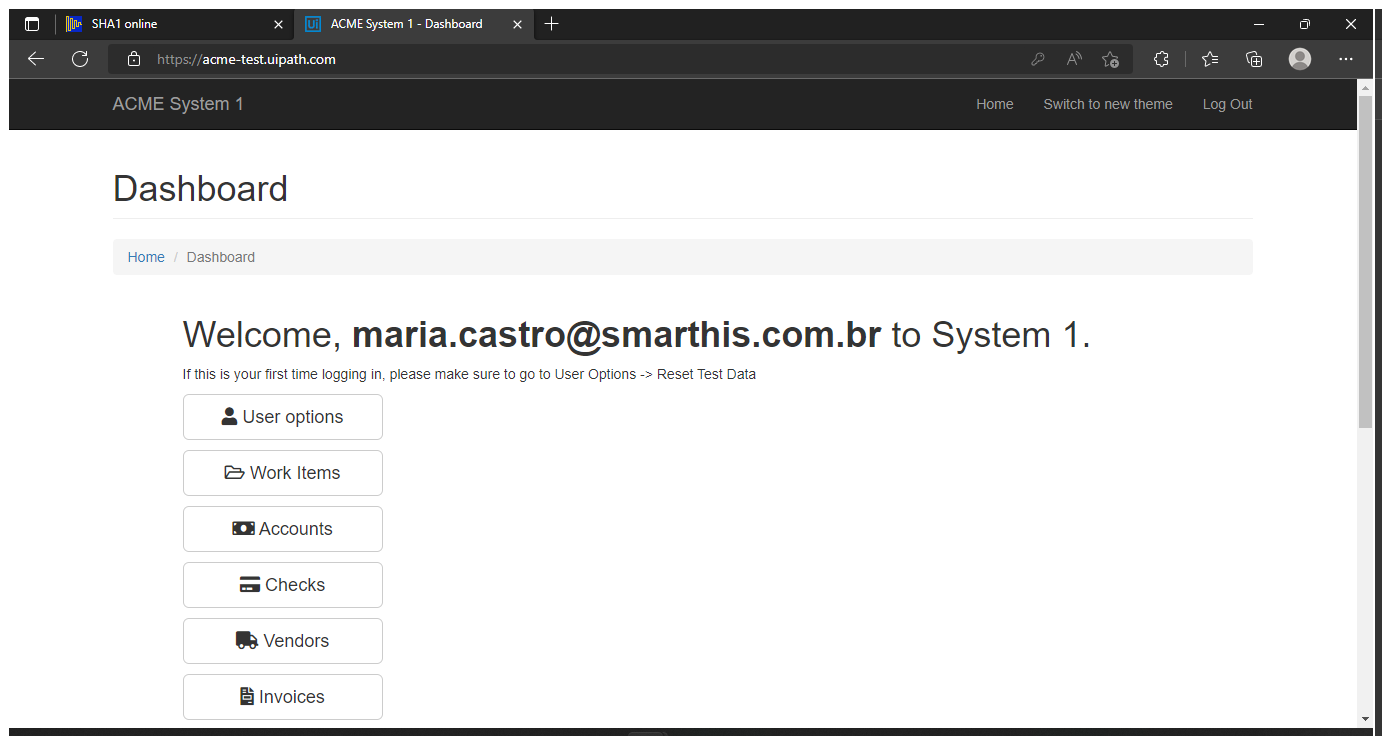 SHA1 online
ACME System 1 - Dashboard
https://acme-test.uipath.com
ACME System 1
Home
Switch to new theme
Log Out
Dashboard
Home / Dashboard
Welcome, maria.castro@smarthis.com.br to System 1.
If this is your first time logging in, please make sure to go to User Options -> Reset Test Data
User options
Work Items
Accounts
Checks
Vendors
Invoices